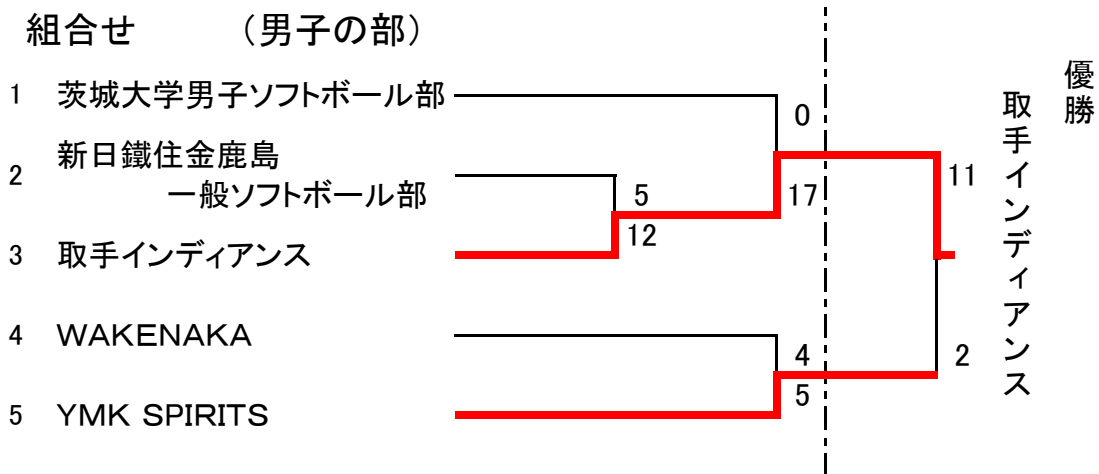 組合せ （男子の部）
1 茨城大学男子ソフトボール部
2 新日鐵住金鹿島
一般ソフトボール部
3 取手インディアンス
4 WAKENAKA
5 YMK SPIRITS
0
17
5
12
4
5
11
2
優勝
取手インディアンス